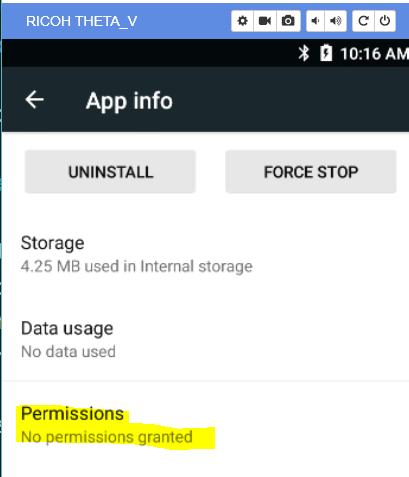 RICOH THETA_V
10:16 AM
App info
UNINSTALL FORCE STOP
Storage
4.25 MB used in Internal storage
Data usage
No data used
Permissions
No permissions granted